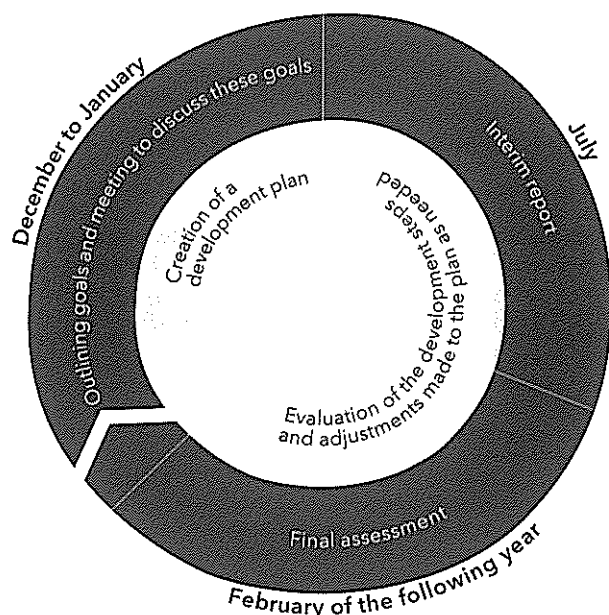 December to January
Outlining goals and meeting to discuss these goals
Creation of a
development plan
July
Interim report
Evaluation of the development steps
and adjustments made to the plan as needed
Final assessment
February of the following year